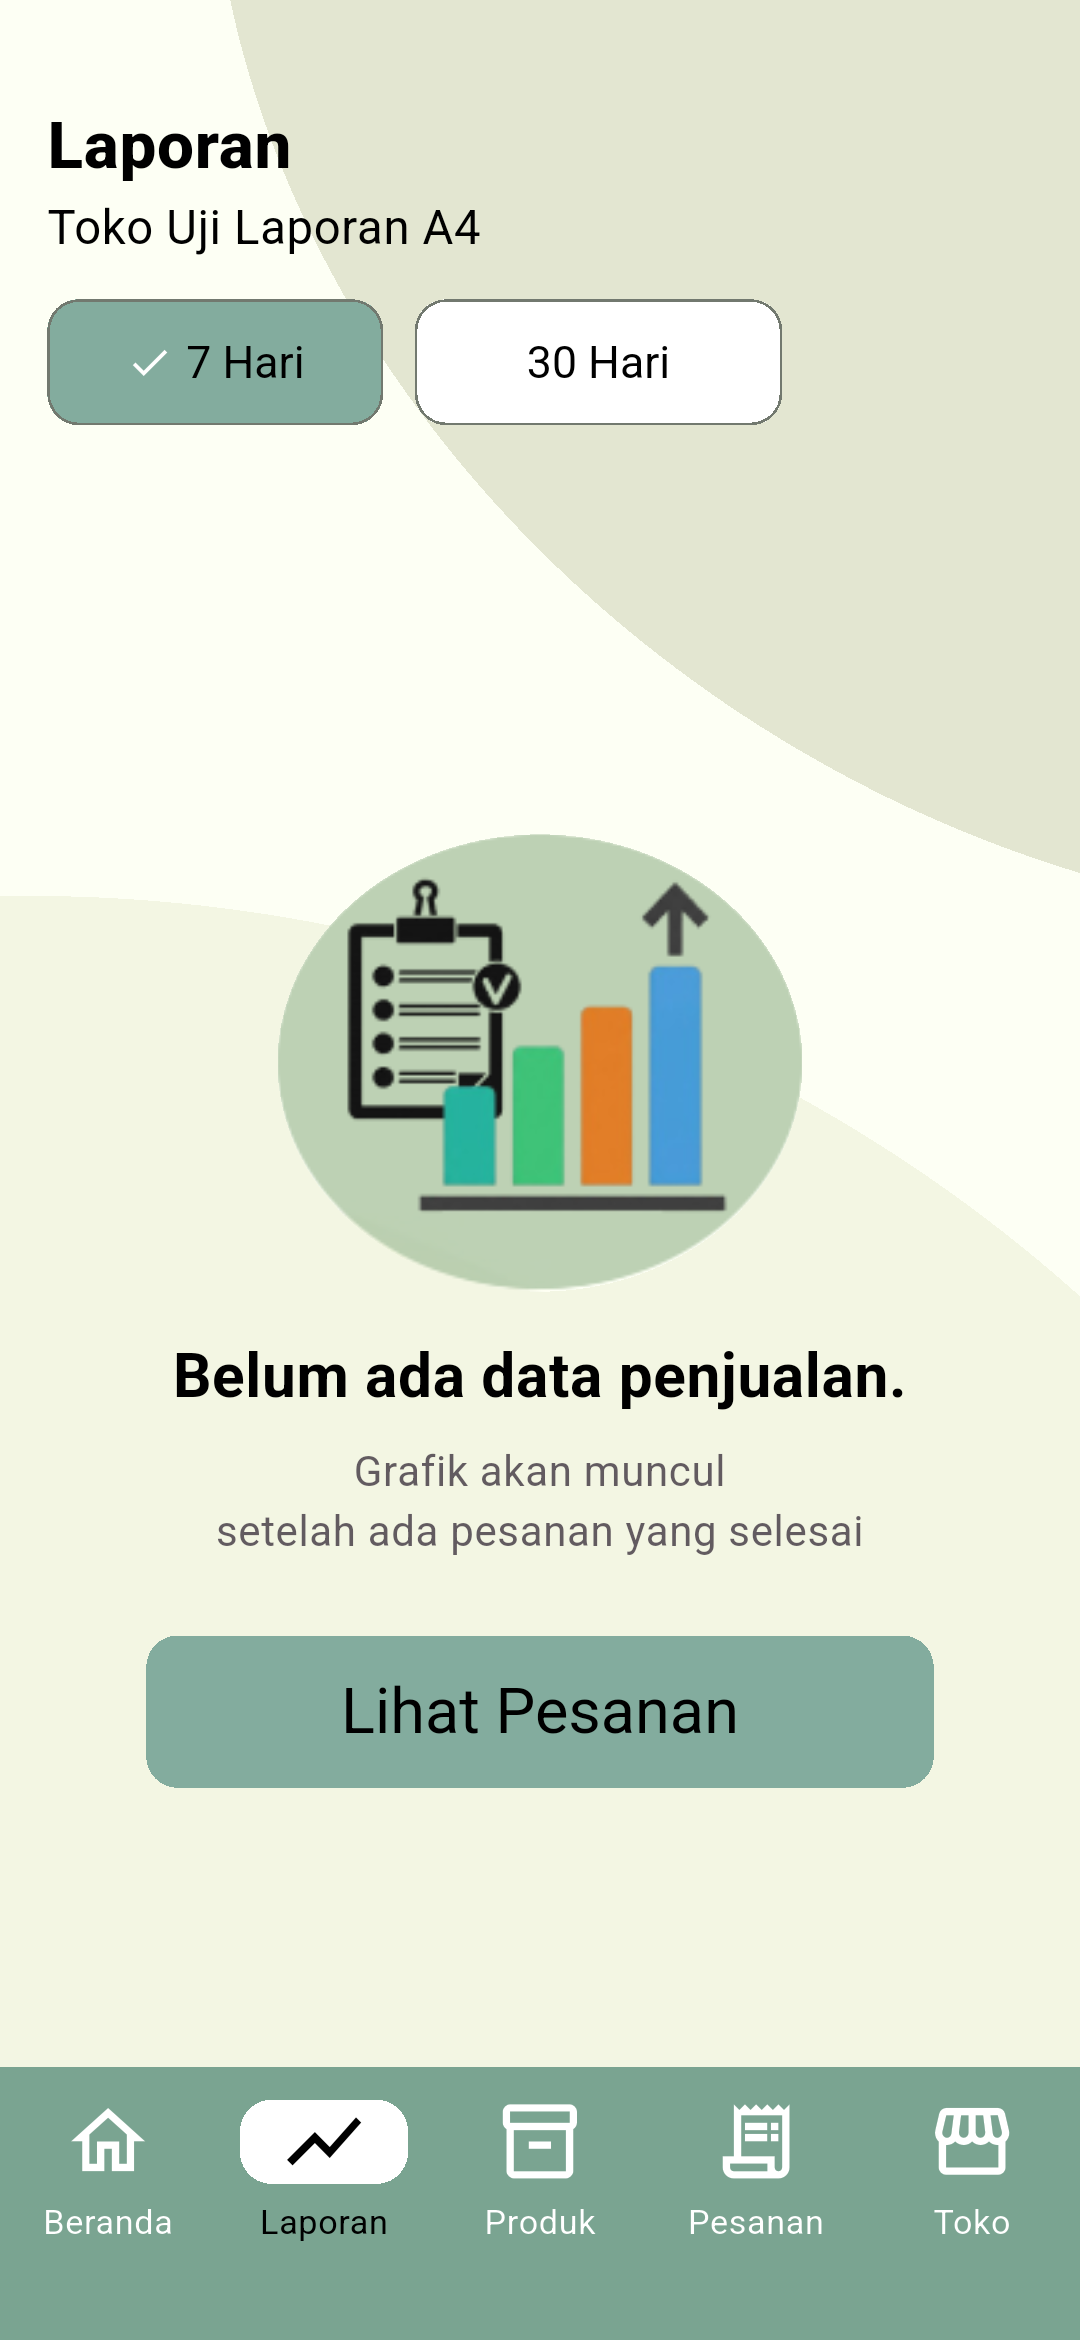 Laporan
Toko Uji Laporan A4
7 Hari
30 Hari
Belum ada data penjualan.
Grafik akan muncul
setelah ada pesanan yang selesai
Lihat Pesanan
Beranda
Laporan
Produk
Pesanan
Toko